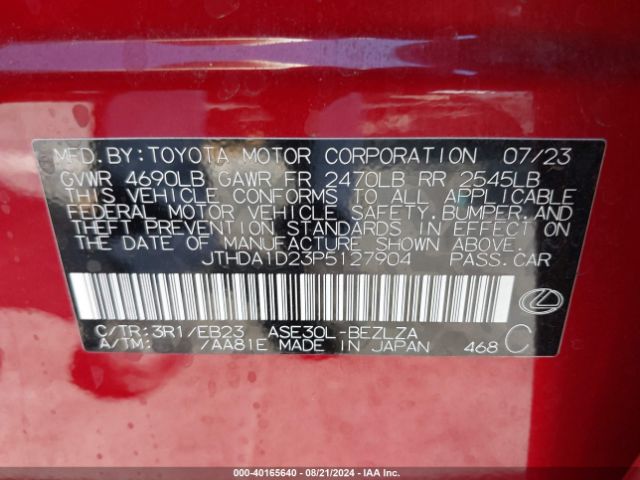 MFD. BY: TOYOTA MOTOR CORPORATION 07/23
GVWR 4690LB GAWR FR 2470LB RR 2545LB
THIS VEHICLE CONFORMS TO ALL APPLICABLE
FEDERAL MOTOR VEHICLE SAFETY, BUMPER, AND
THEFT PREVENTION STANDARDS IN EFFECT ON
THE DATE OF MANUFACTURE SHOWN ABOVE.
JTHDA1D23P5127904 PASS. CAR
C/TR: 3R1/EB23 ASE30L-BEZLZA
A/TM: /AA81E MADE IN JAPAN 468 C
000-40165640 - 08/21/2024 - IAA Inc.